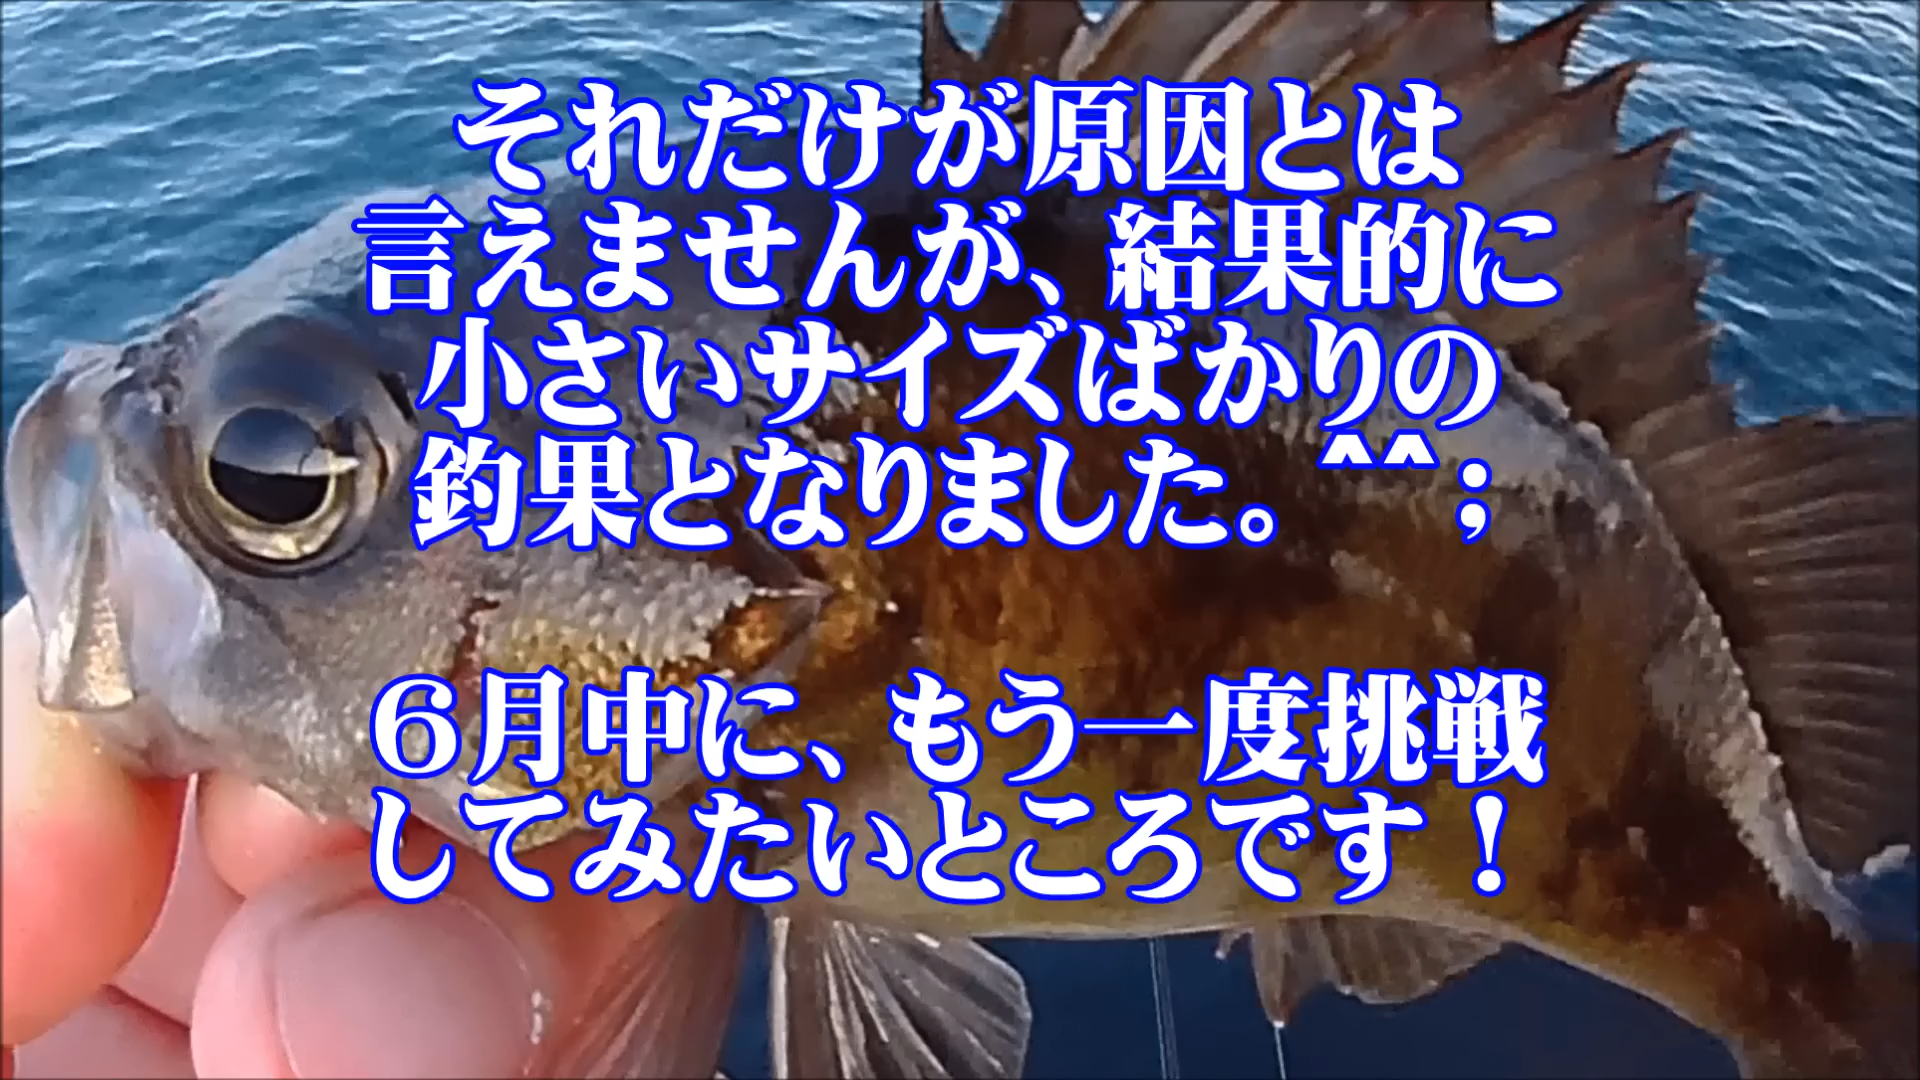 それだけが原因とは
言えませんが、結果的に
小さいサイズばかりの
釣果となりました。^^；
６月中に、もう一度挑戦
してみたいところです！